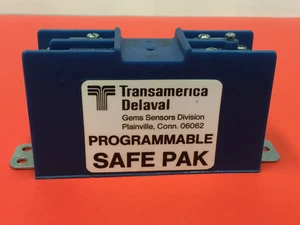 Transamerica
Delaval
Gems Sensors Division
Plainville, Conn. 06062
PROGRAMMABLE
SAFE PAK